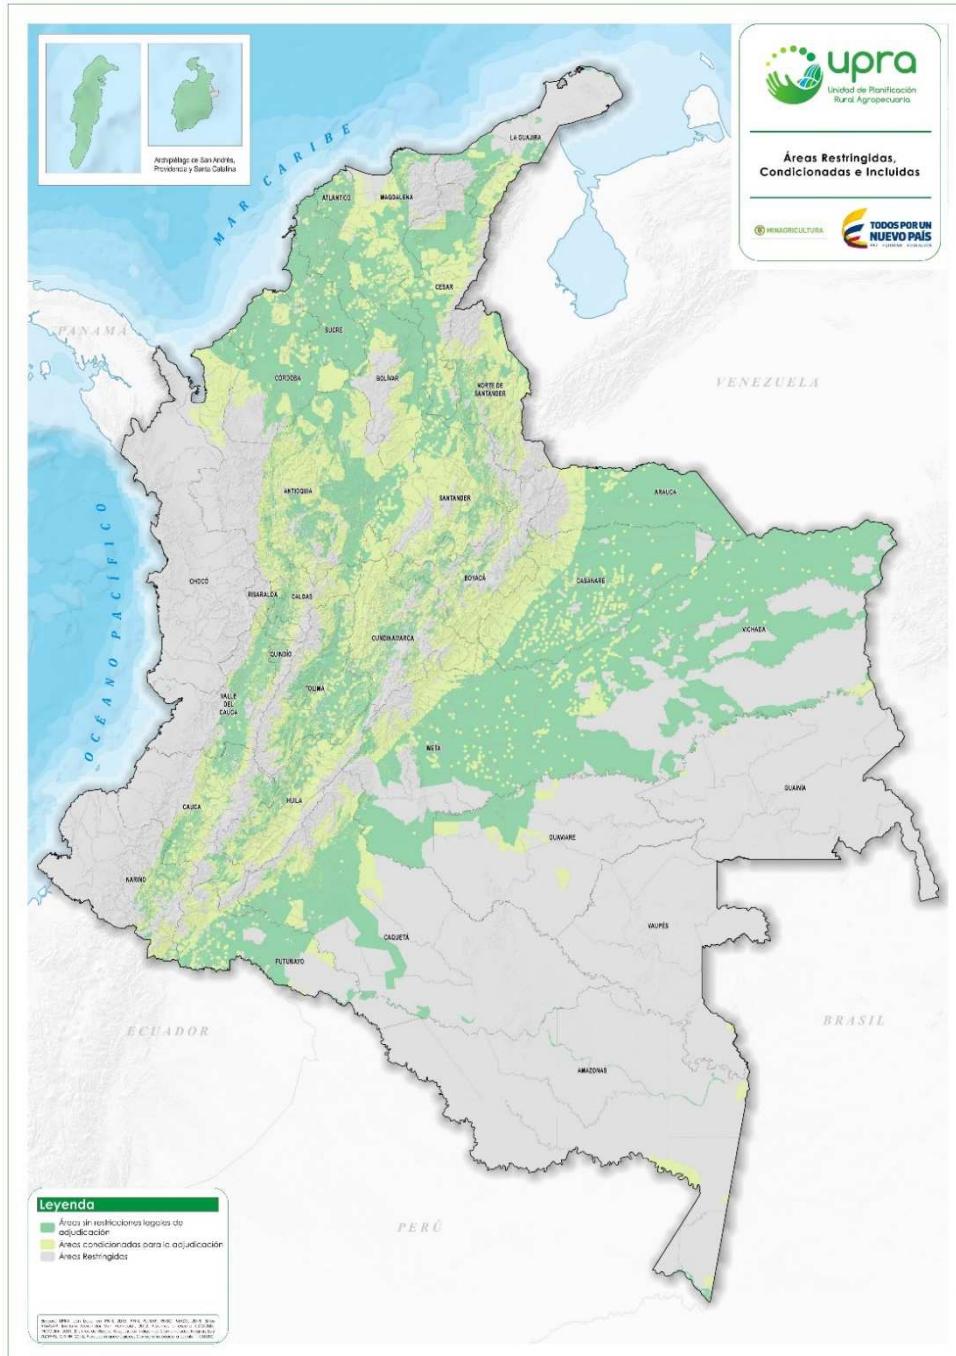 Archipiélago de San Andrés,
Providencia y Santa Catalina
upra
Unidad de Planificación
Rural Agropecuaria
Áreas Restringidas,
Condicionadas e Incluidas
MINAGRICULTURA
TODOS POR UN
NUEVO PAÍS
PAZ EQUIDAD EDUCACIÓN
MAR CARIBE
LA GUAJIRA
ATLÁNTICO
MAGDALENA
CESAR
SUCRE
PANAMÁ
CÓRDOBA
BOLÍVAR
NORTE DE
SANTANDER
VENEZUELA
OCÉANO PACÍFICO
ANTIOQUIA
SANTANDER
ARAUCA
CHOCÓ
BOYACÁ
CASANARE
RISARALDA
CALDAS
VICHADA
CUNDINAMARCA
QUINDÍO
TOLIMA
VALLE
DEL
CAUCA
META
GUAINÍA
CAUCA
HUILA
GUAVIARE
NARIÑO
VAUPÉS
CAQUETÁ
PUTUMAYO
ECUADOR
BRASIL
AMAZONAS
PERÚ
Leyenda
Áreas sin restricciones legales de
adjudicación
Áreas condicionadas para la adjudicación
Áreas Restringidas